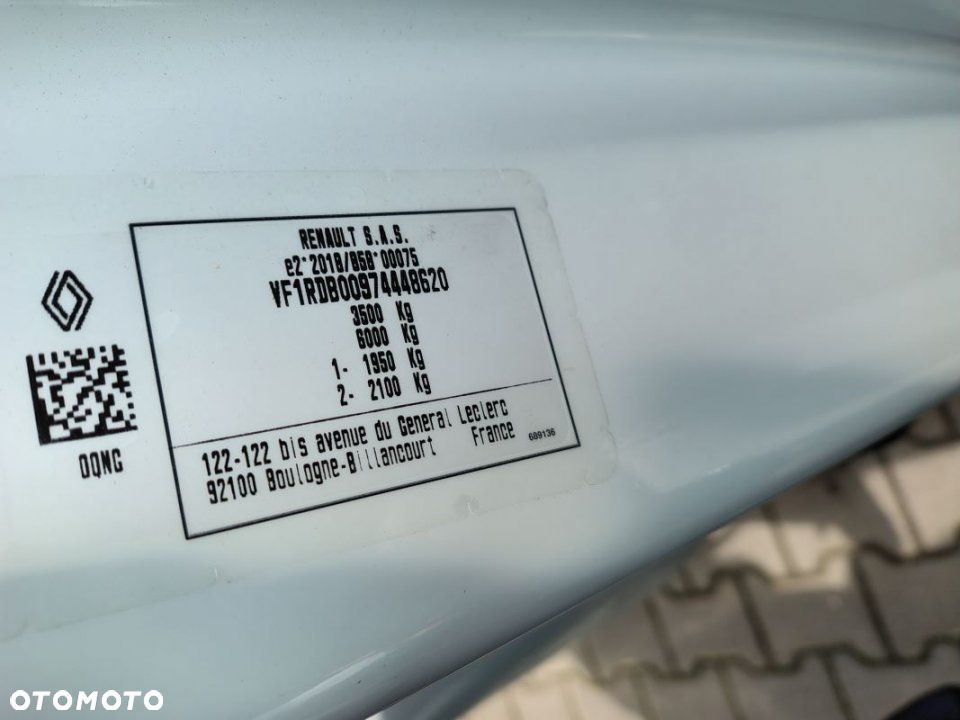 RENAULT S.A.S.
e2*2018/858*00075
VF1RDB00974448620
3500 Kg
6000 Kg
1- 1950 Kg
2- 2100 Kg
122-122 bis avenue du General Leclerc
92100 Boulogne-Billancourt France
689136
DQNG
OTOMOTO